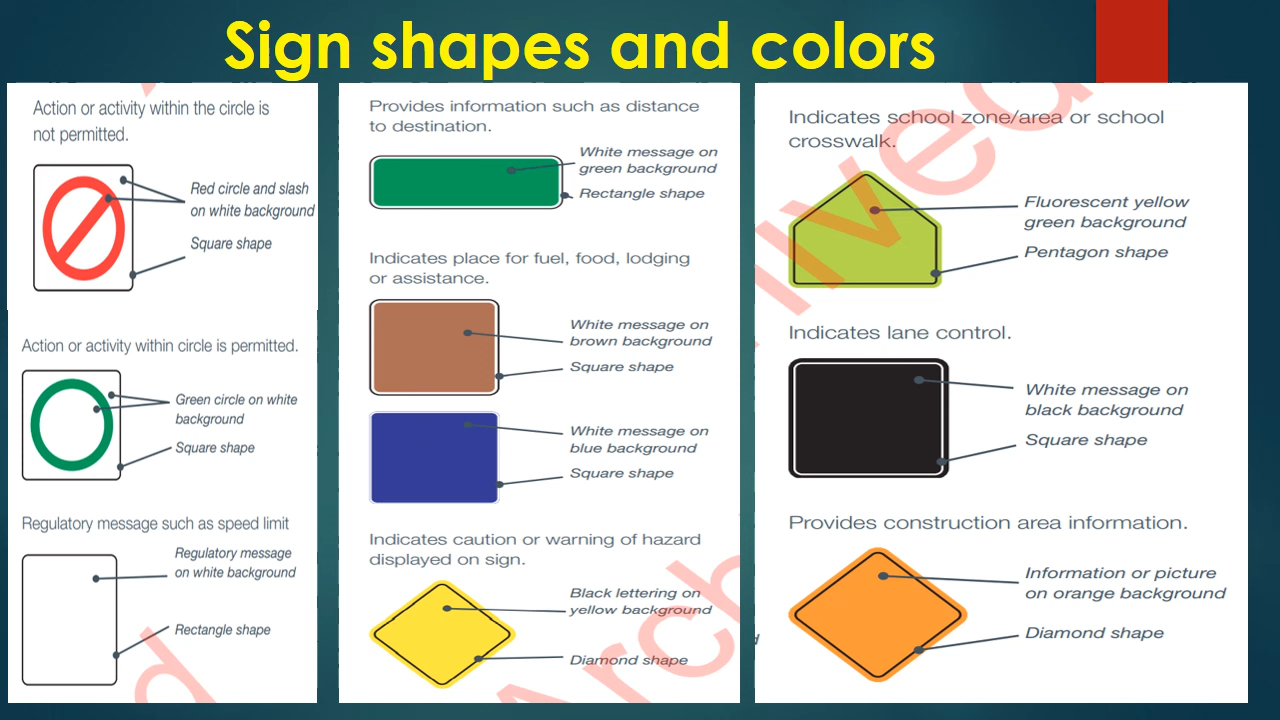 Sign shapes and colors
Action or activity within the circle is
not permitted.
Red circle and slash
on white background
Square shape
Action or activity within circle is permitted.
Green circle on white
background
Square shape
Regulatory message such as speed limit
Regulatory message
on white background
Rectangle shape
Provides information such as distance
to destination.
White message on
green background
Rectangle shape
Indicates place for fuel, food, lodging
or assistance.
White message on
brown background
Square shape
White message on
blue background
Square shape
Indicates caution or warning of hazard
displayed on sign.
Black lettering on
yellow background
Diamond shape
Indicates school zone/area or school
crosswalk.
Fluorescent yellow
green background
Pentagon shape
Indicates lane control.
White message on
black background
Square shape
Provides construction area information.
Information or picture
on orange background
Diamond shape